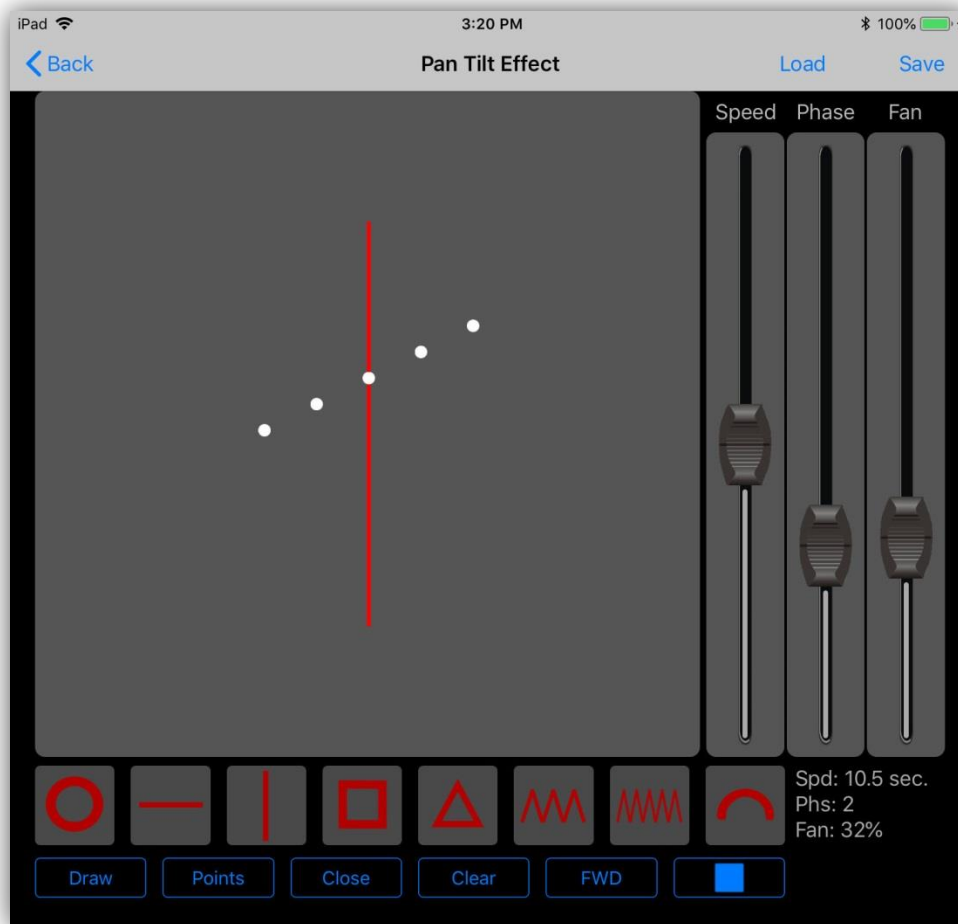 iPad 3:20 PM 100%
Back Pan Tilt Effect Load Save
Speed Phase Fan
Spd: 10.5 sec.
Phs: 2
Fan: 32%
Draw Points Close Clear FWD